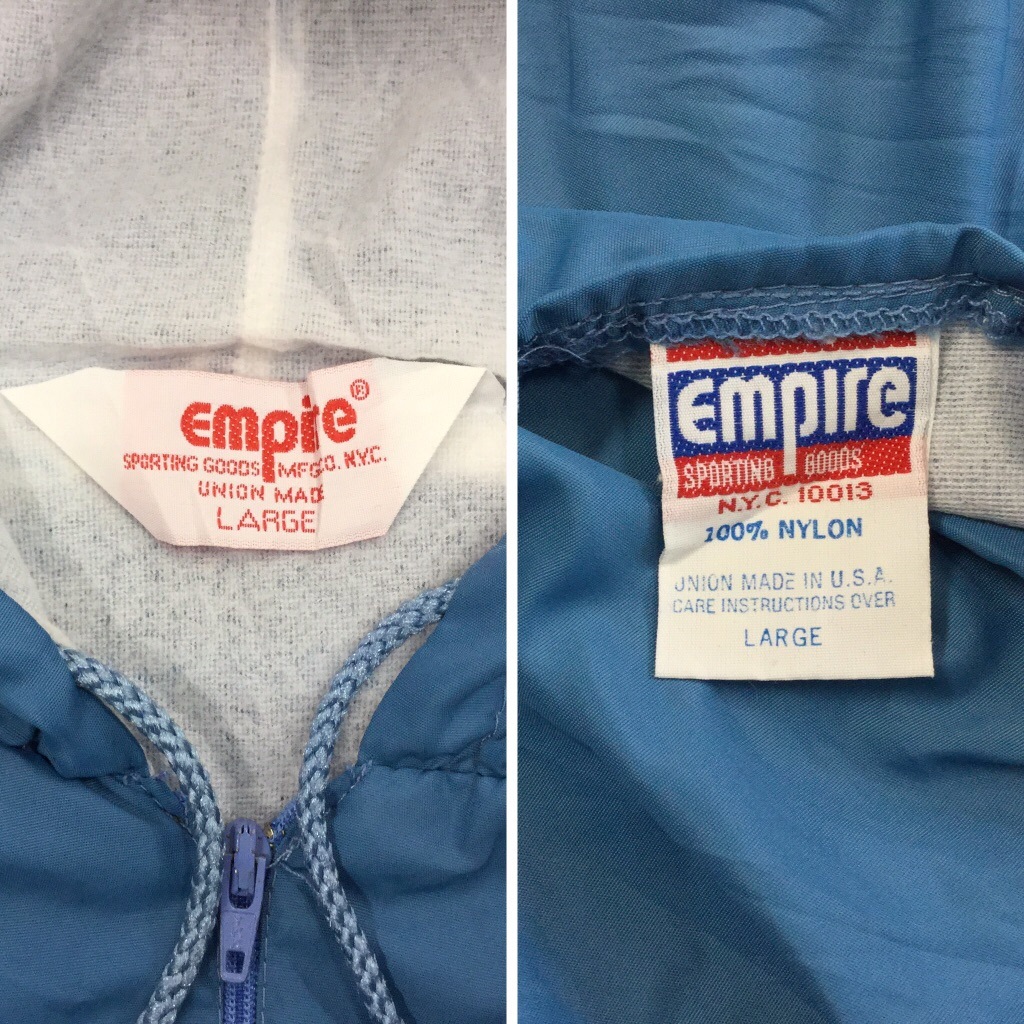 Empire®
SPORTING GOODS MFG CO. N.Y.C.
UNION MADE
LARGE
Empire
SPORTING GOODS
N.Y.C. 10013
100% NYLON
UNION MADE IN U.S.A.
CARE INSTRUCTIONS OVER
LARGE